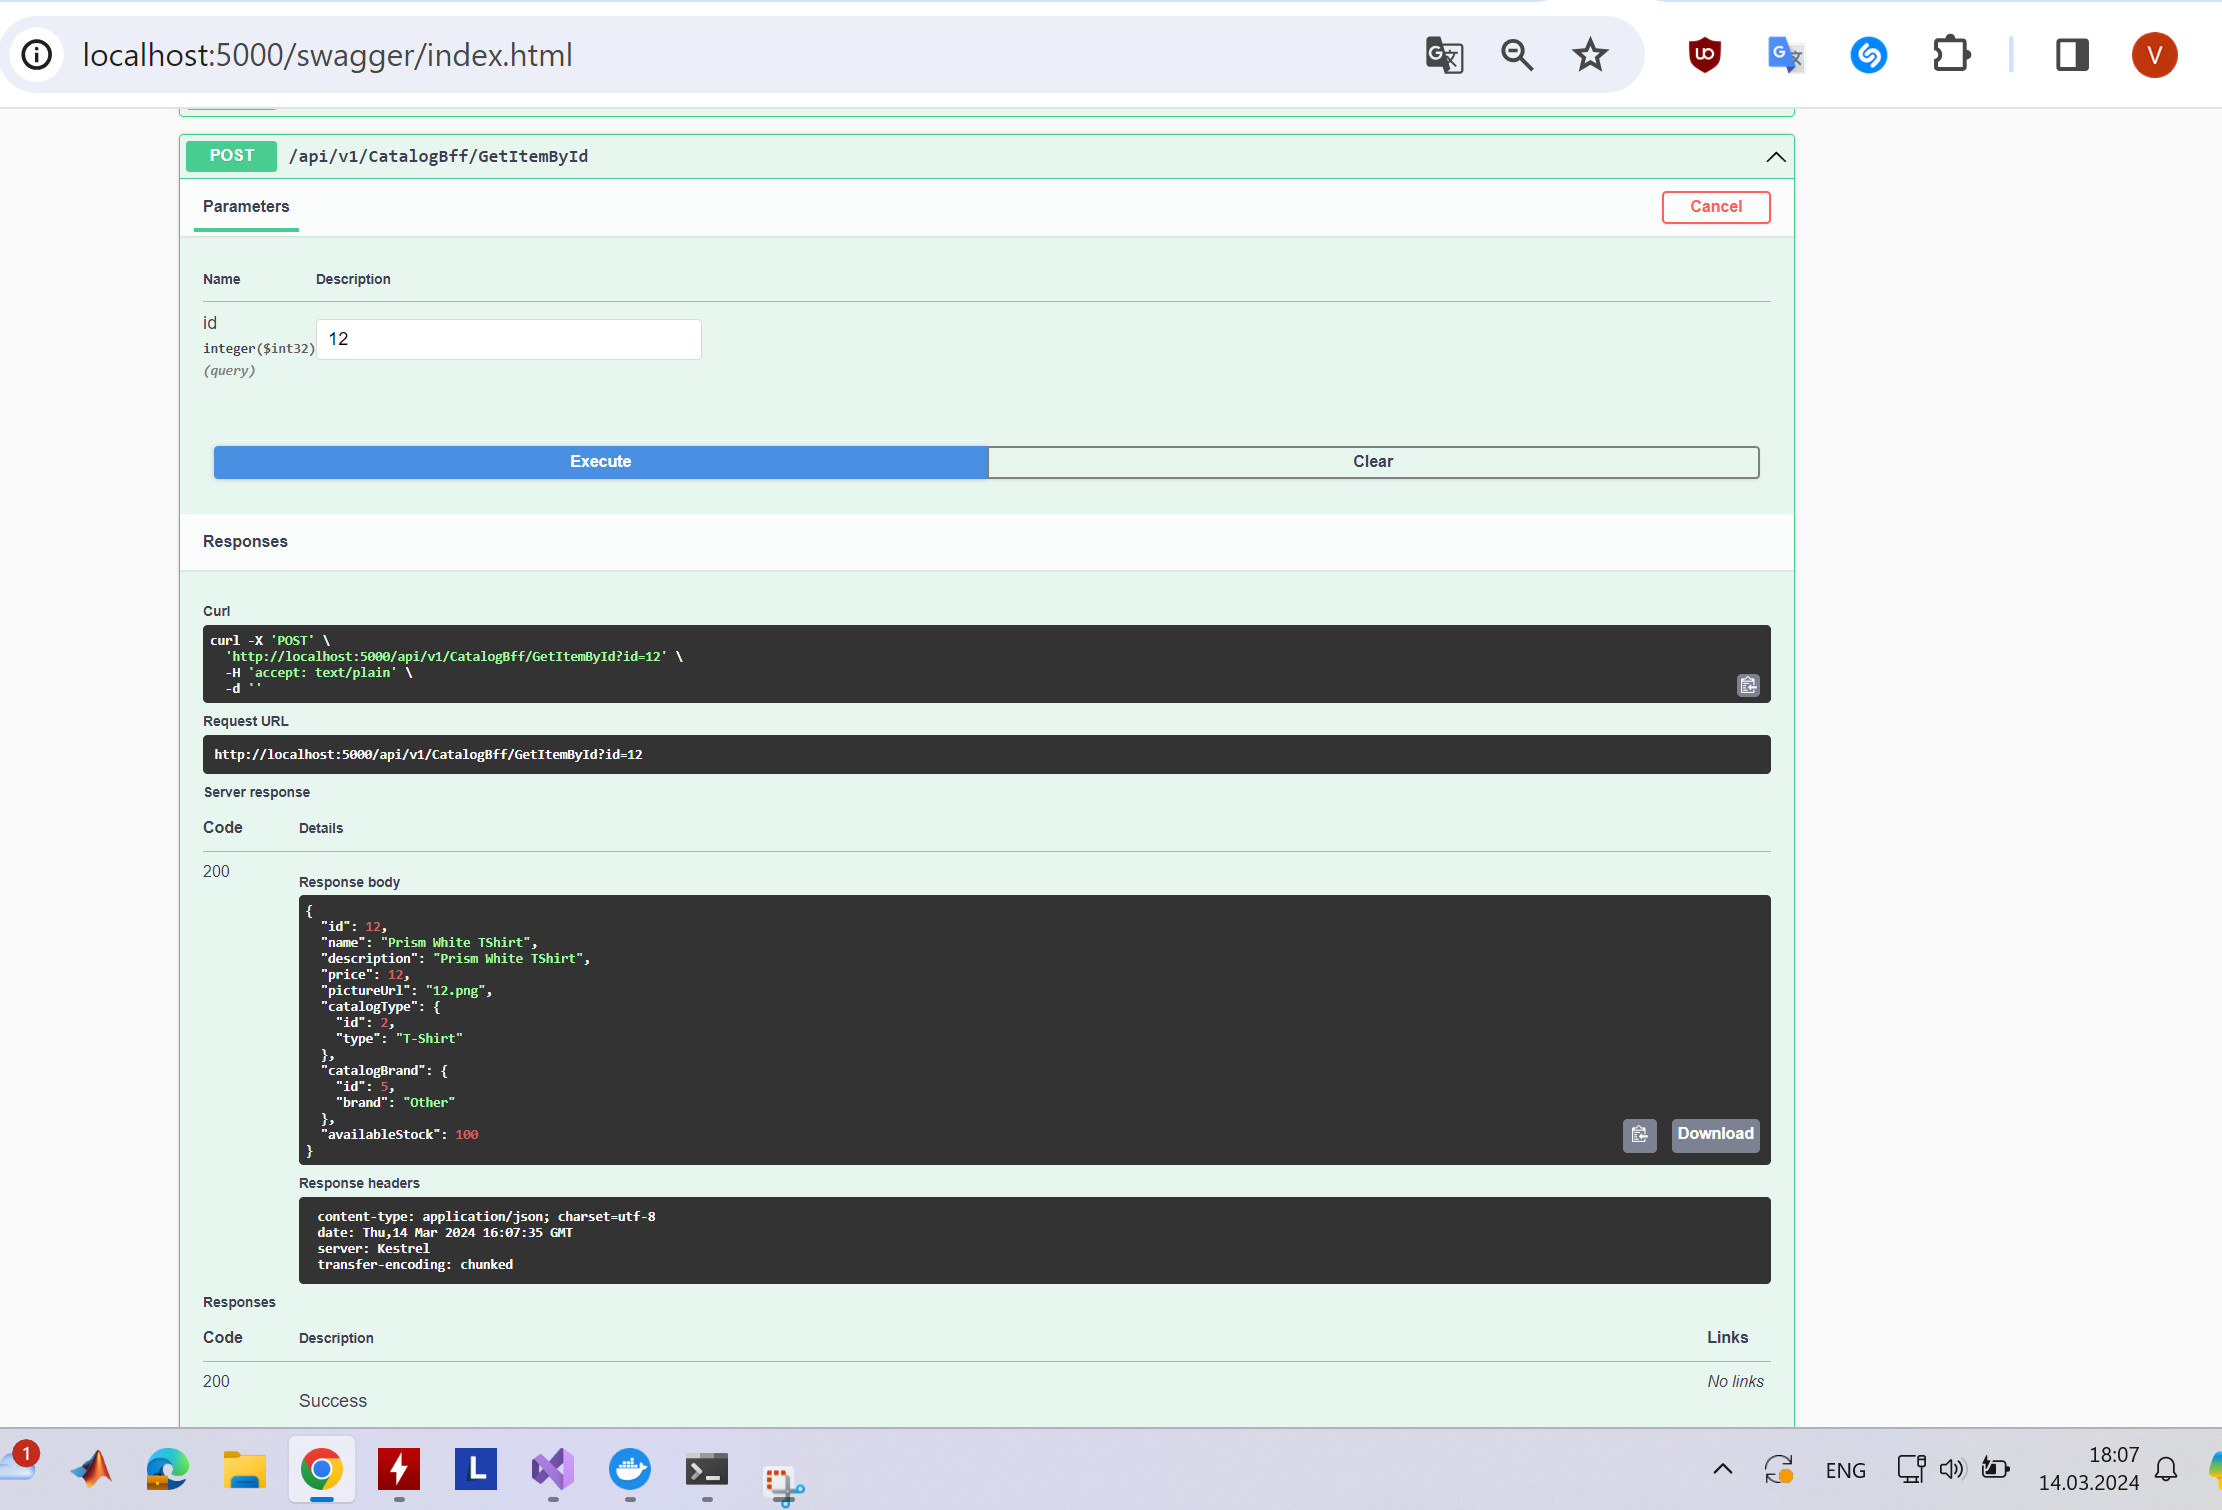 localhost:5000/swagger/index.html
V
POST /api/v1/CatalogBff/GetItemById
Parameters
Cancel
Name Description
id
integer($int32)
(query)
12
Execute
Clear
Responses
Curl
curl -X 'POST' \
'http://localhost:5000/api/v1/CatalogBff/GetItemById?id=12' \
-H 'accept: text/plain' \
-d ''
Request URL
http://localhost:5000/api/v1/CatalogBff/GetItemById?id=12
Server response
Code Details
200
Response body
{
"id": 12,
"name": "Prism White TShirt",
"description": "Prism White TShirt",
"price": 12,
"pictureUrl": "12.png",
"catalogType": {
"id": 2,
"type": "T-Shirt"
},
"catalogBrand": {
"id": 5,
"brand": "Other"
},
"availableStock": 100
}
Download
Response headers
content-type: application/json; charset=utf-8
date: Thu,14 Mar 2024 16:07:35 GMT
server: Kestrel
transfer-encoding: chunked
Responses
Code Description Links
200
Success
No links
1
L
ENG
18:07
14.03.2024